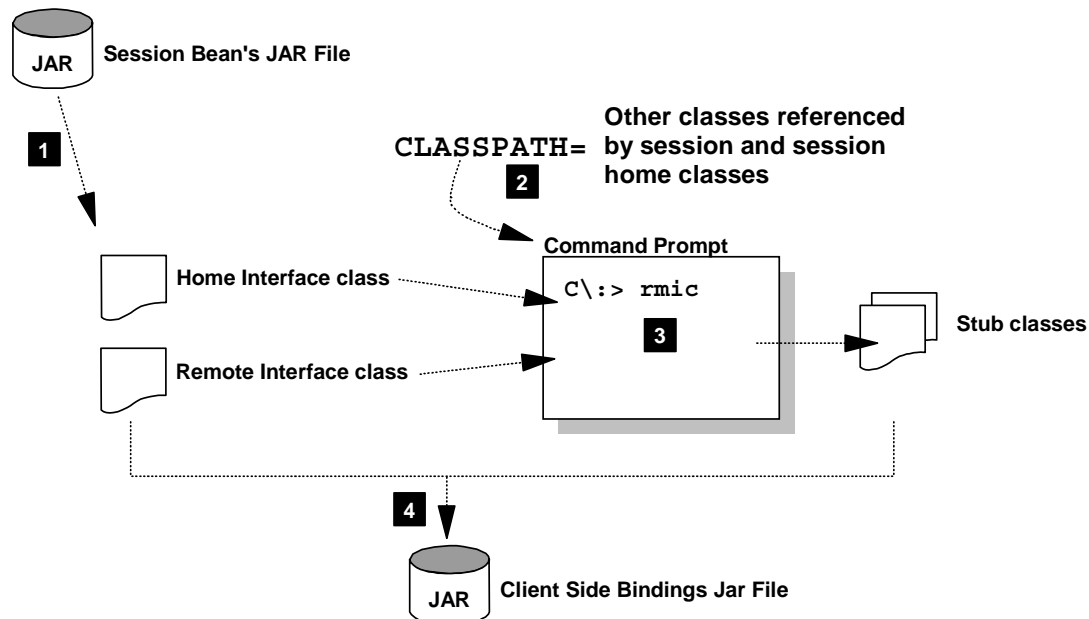 JAR
Session Bean's JAR File
1
CLASSPATH=
Other classes referenced
by session and session
home classes
2
Command Prompt
Home Interface class
C\:> rmic
3
Stub classes
Remote Interface class
4
JAR
Client Side Bindings Jar File